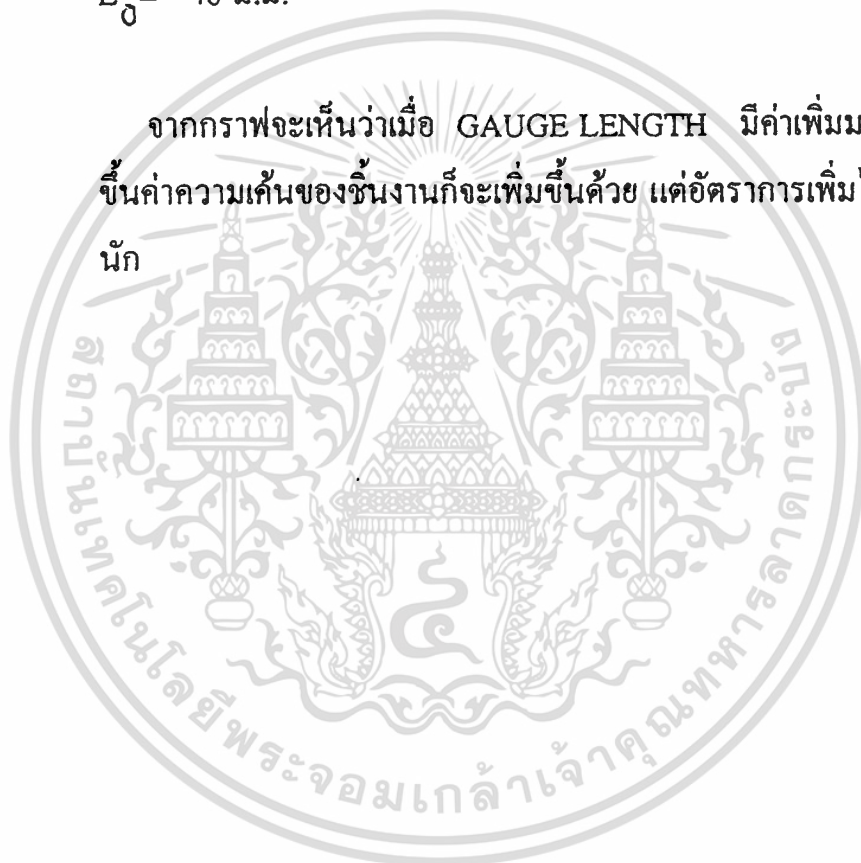 จากกราฟจะเห็นว่าเมื่อ GAUGE LENGTH มีค่าเพิ่มม
ขึ้นค่าความเค้นของชิ้นงานก็จะเพิ่มขึ้นด้วย แต่อัตราการเพิ่ม
นัก
สถาบันเทคโนโลยีพระจอมเกล้าเจ้าคุณทหารลาดกระบัง